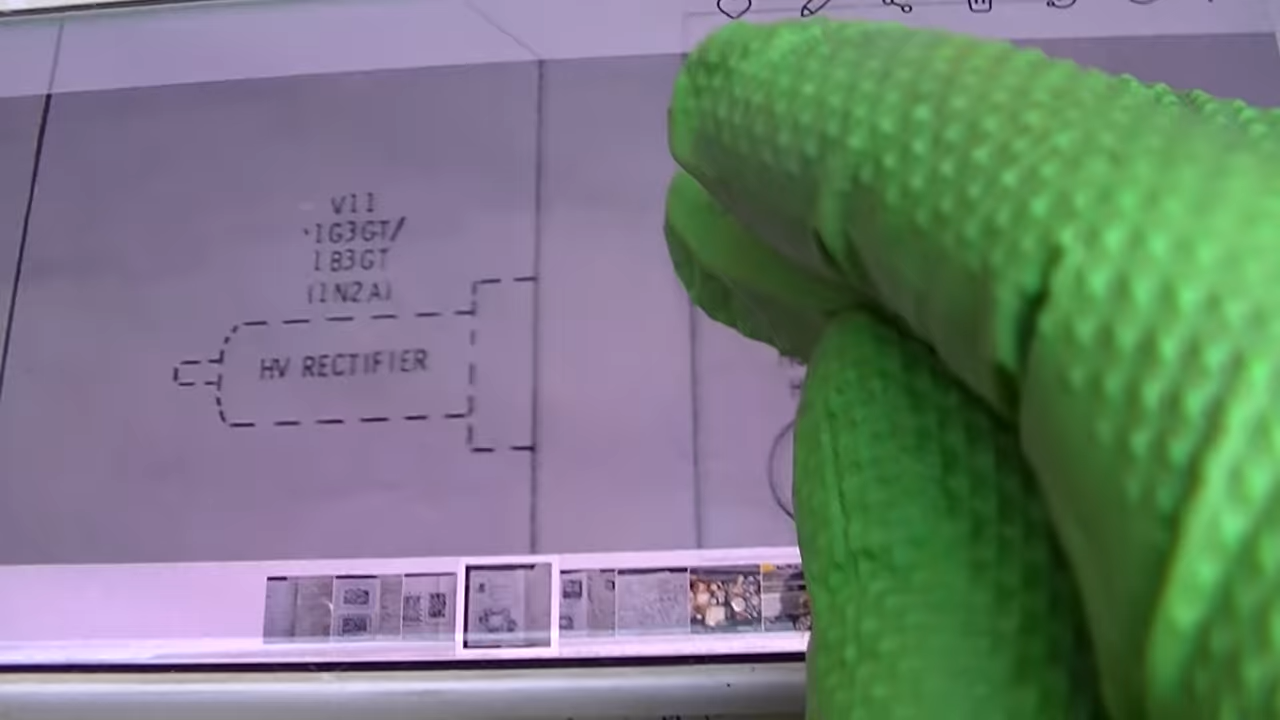 V11
1G3GT/
1B3GT
(1N2A)
HV RECTIFIER